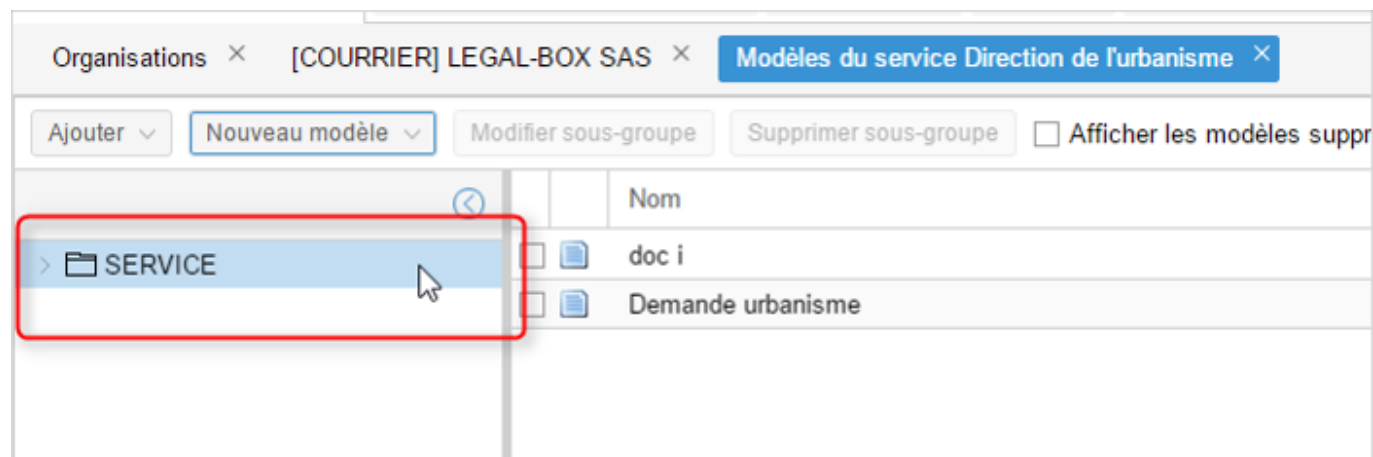 Organisations × [COURRIER] LEGAL-BOX SAS × Modèles du service Direction de l'urbanisme ×
Ajouter Nouveau modèle Modifier sous-groupe Supprimer sous-groupe Afficher les modèles suppr
Nom
SERVICE
doc i
Demande urbanisme